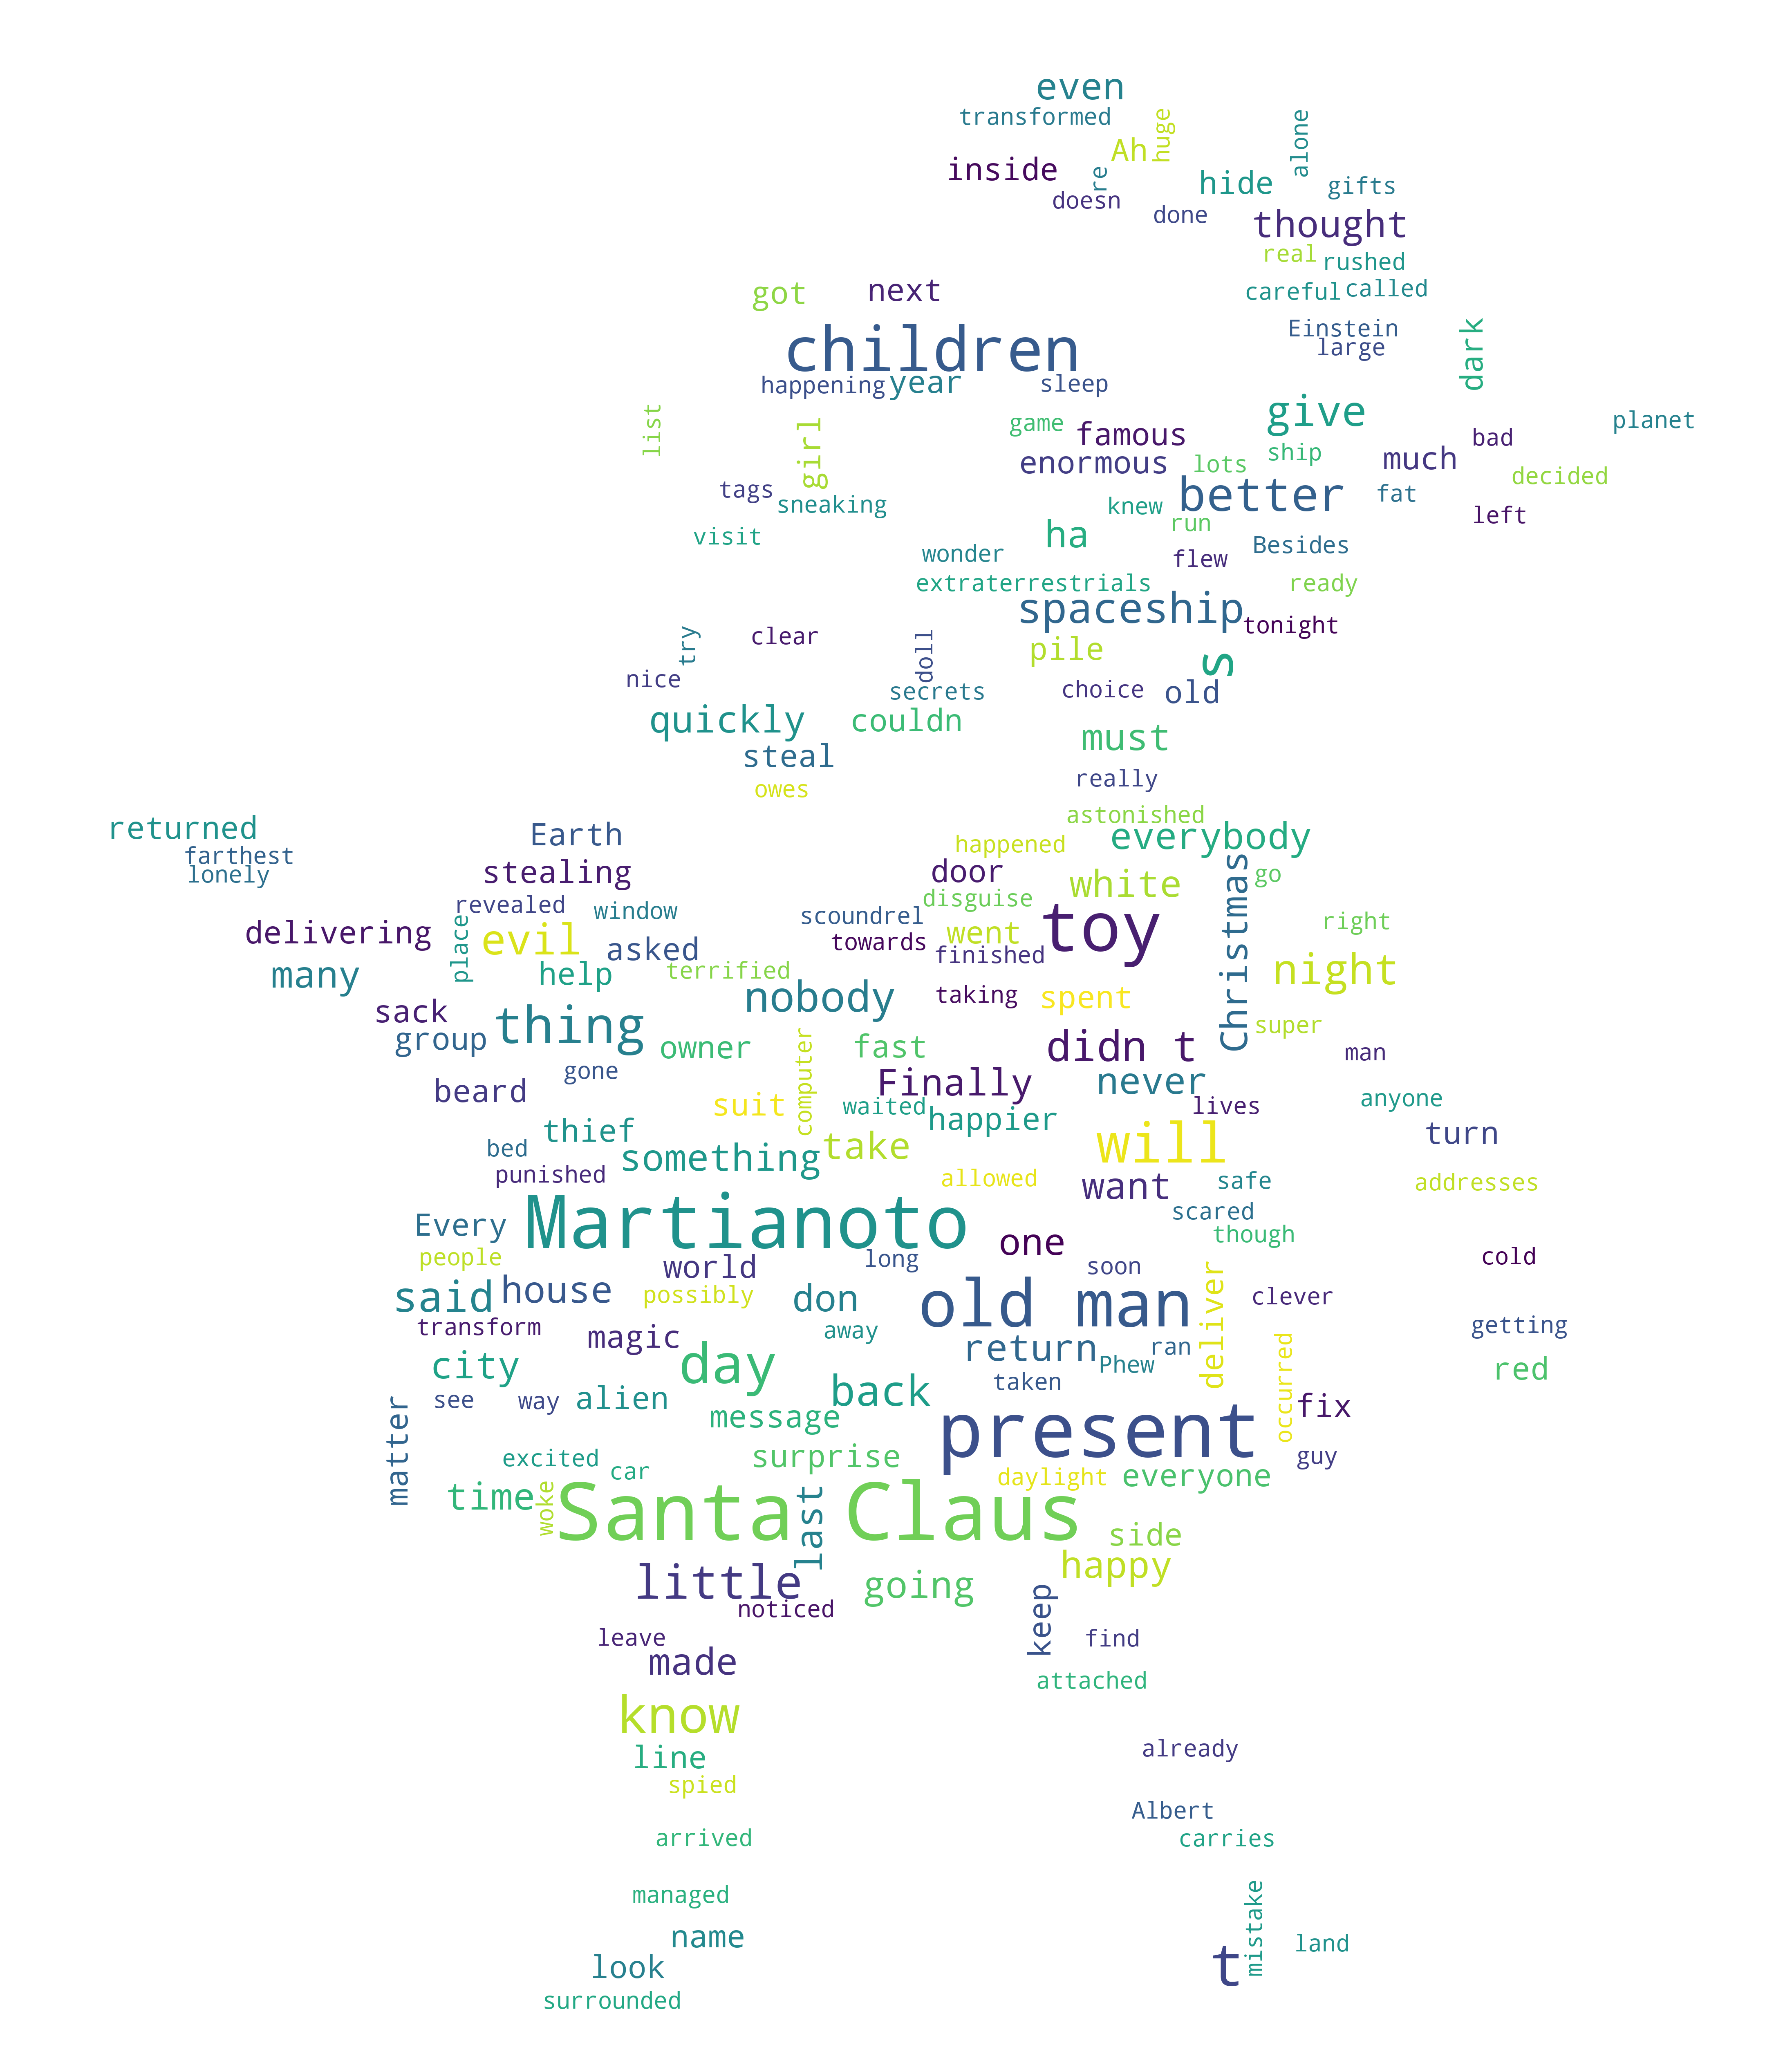 even
transformed
huge
alone
Ah
inside
re
hide
gifts
doesn
done
thought
real
rushed
got
next
careful
called
children
Einstein
large
dark
happening
year
sleep
list
girl
game
famous
give
planet
enormous
lots
ship
much
bad
tags
sneaking
knew
better
fat
decided
visit
ha
run
left
wonder
flew
Besides
extraterrestrials
ready
spaceship
tonight
try
clear
doll
pile
s
nice
secrets
choice
old
quickly
couldn
must
steal
really
owes
astonished
returned
Earth
happened
everybody
farthest
lonely
stealing
door
white
Christmas
go
revealed
window
disguise
scoundrel
toy
right
delivering
place
evil
asked
towards
went
finished
many
help
terrified
night
sack
nobody
taking
spent
group
thing
owner
computer
fast
didn t
super
man
gone
beard
Finally
never
suit
waited
happier
lives
anyone
thief
will
turn
bed
something
take
punished
allowed
want
safe
addresses
Every
Martianoto
scared
one
though
people
world
long
soon
cold
said
house
possibly
don
old man
deliver
clever
transform
magic
away
return
Phew
ran
getting
city
day
taken
occurred
red
matter
see
way
alien
back
fix
message
present
excited
car
surprise
guy
time
woke
daylight
everyone
Santa Claus
last
side
little
going
happy
noticed
keep
leave
find
made
attached
know
line
already
spied
Albert
arrived
carries
managed
mistake
name
land
look
t
surrounded